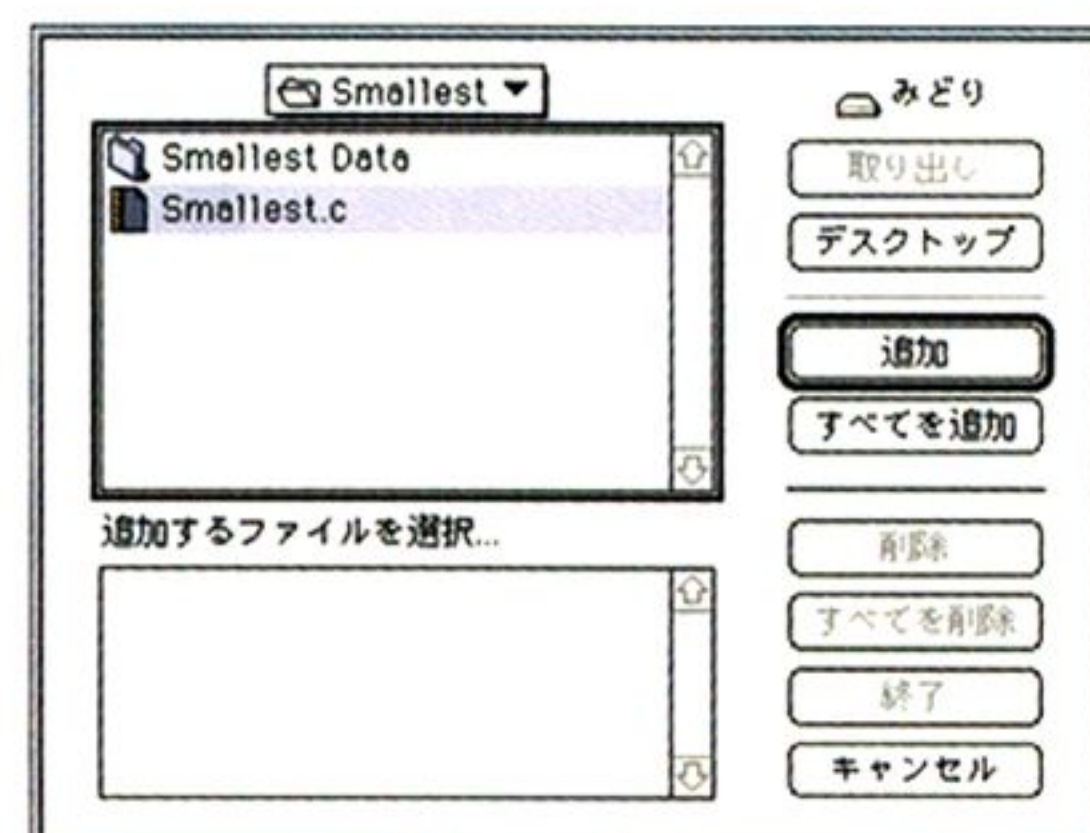 Smallest
Smallest Data
Smallest.c
追加するファイルを選択...
みどり
取り出し
デスクトップ
追加
すべてを追加
削除
すべてを削除
終了
キャンセル